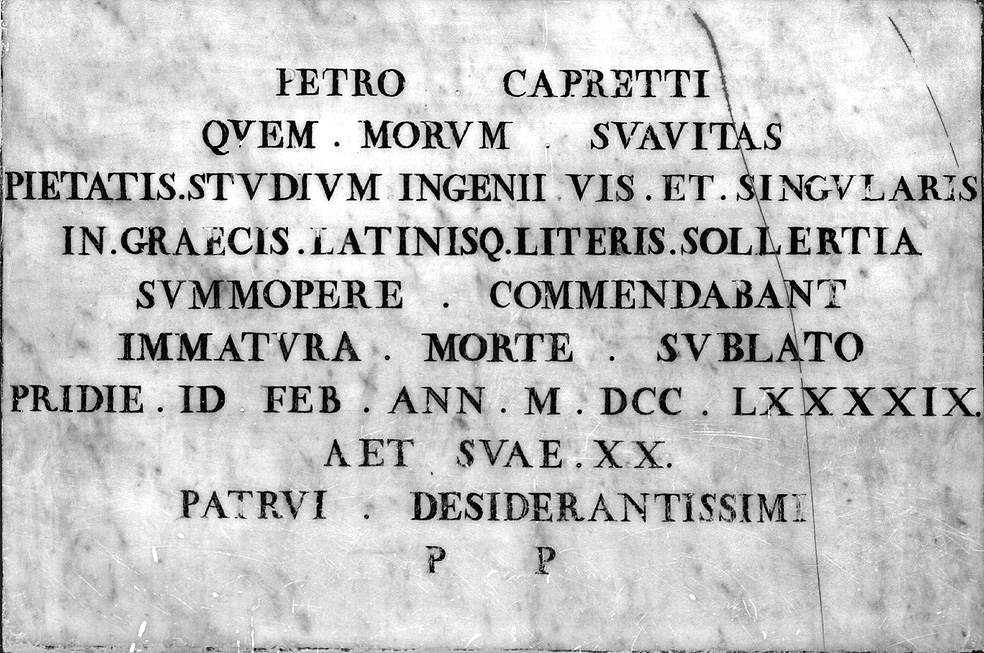 PETRO CAPRETTI
QVEM . MORVM . SVAVITAS
PIETATIS.STVDIVM INGENII VIS . ET . SINGVLARIS
IN.GRAECIS.LATINISQ.LITERIS.SOLLERTIA
SVMMOPERE . COMMENDABANT
IMMATVRA . MORTE . SVBLATO
PRIDIE . ID FEB . ANN . M . DCC . LXXXXIX.
AET SVAE . XX.
PATRVI . DESIDERANTISSIMI
P P